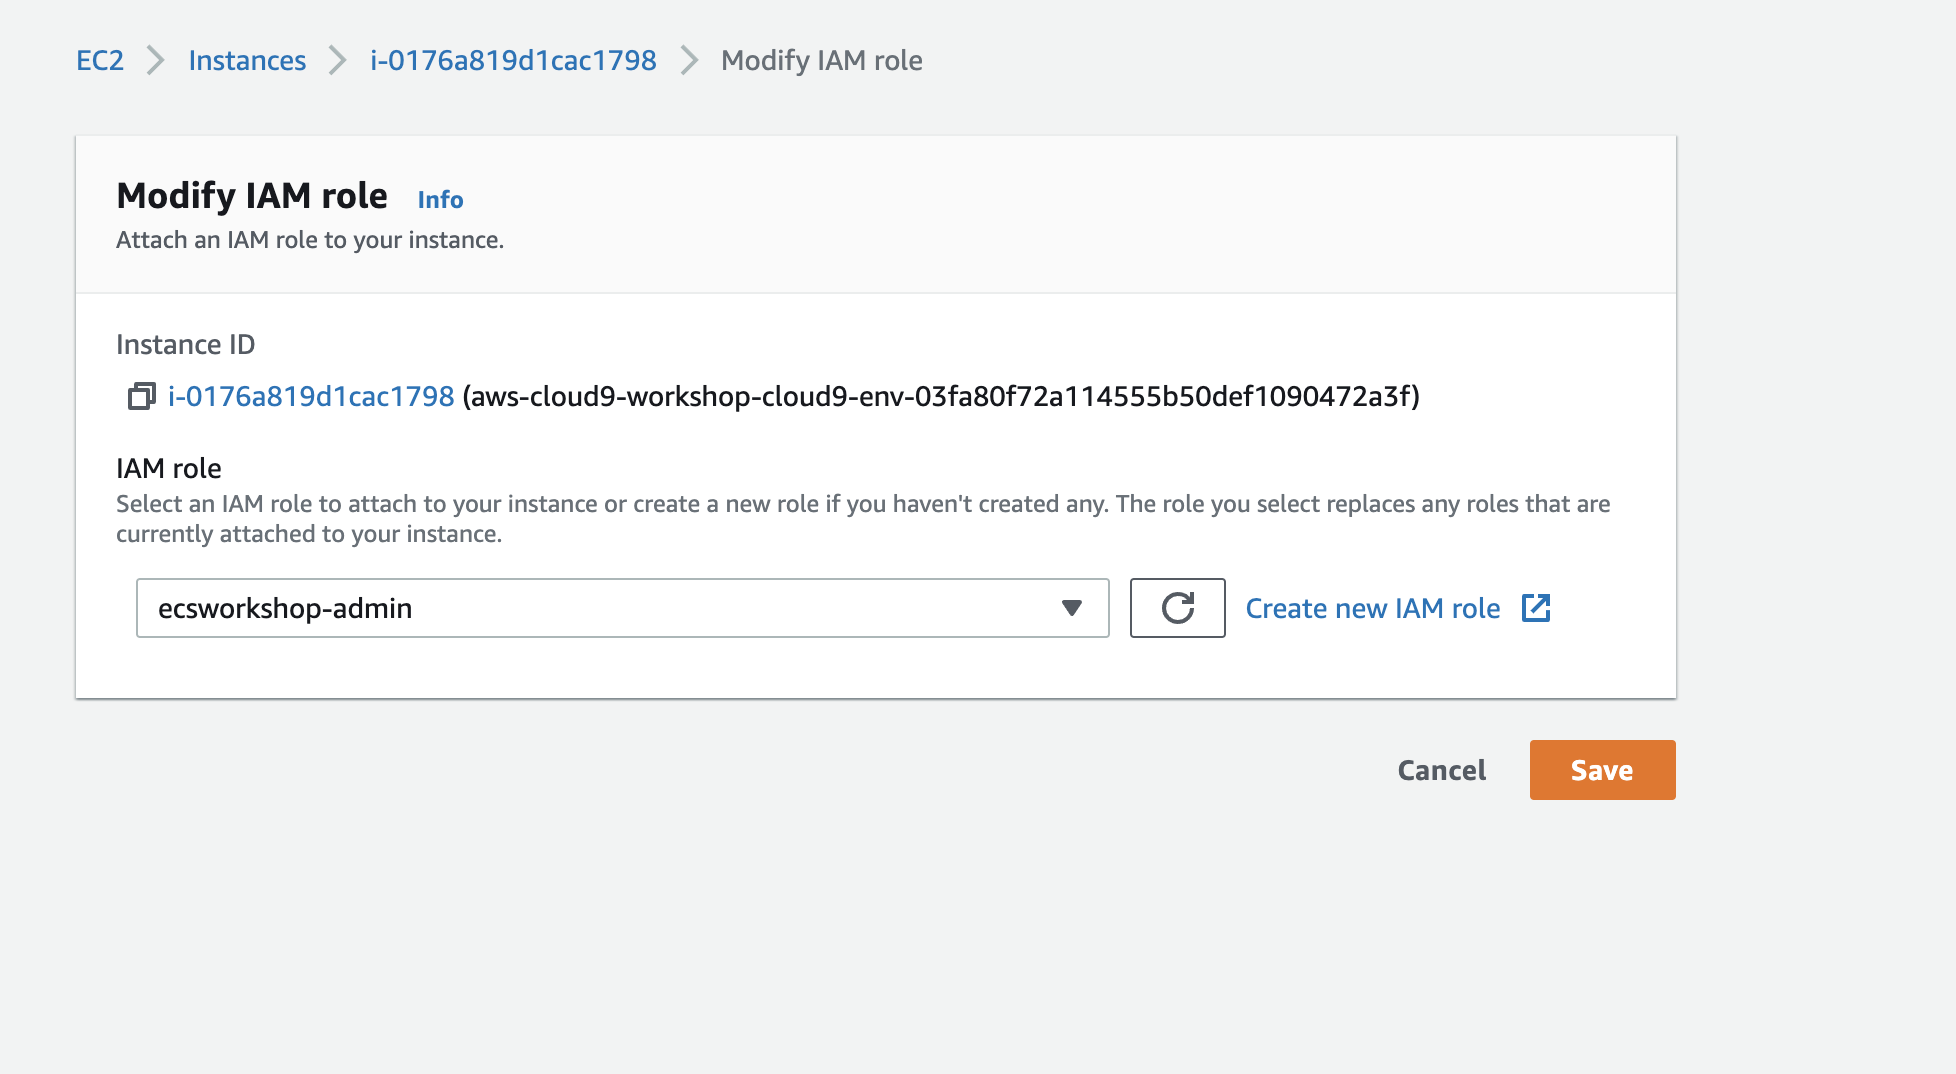 EC2 Instances i-0176a819d1cac1798 Modify IAM role
Modify IAM role Info
Attach an IAM role to your instance.
Instance ID
i-0176a819d1cac1798 (aws-cloud9-workshop-cloud9-env-03fa80f72a114555b50def1090472a3f)
IAM role
Select an IAM role to attach to your instance or create a new role if you haven't created any. The role you select replaces any roles that are
currently attached to your instance.
ecsworkshop-admin Create new IAM role
Cancel Save